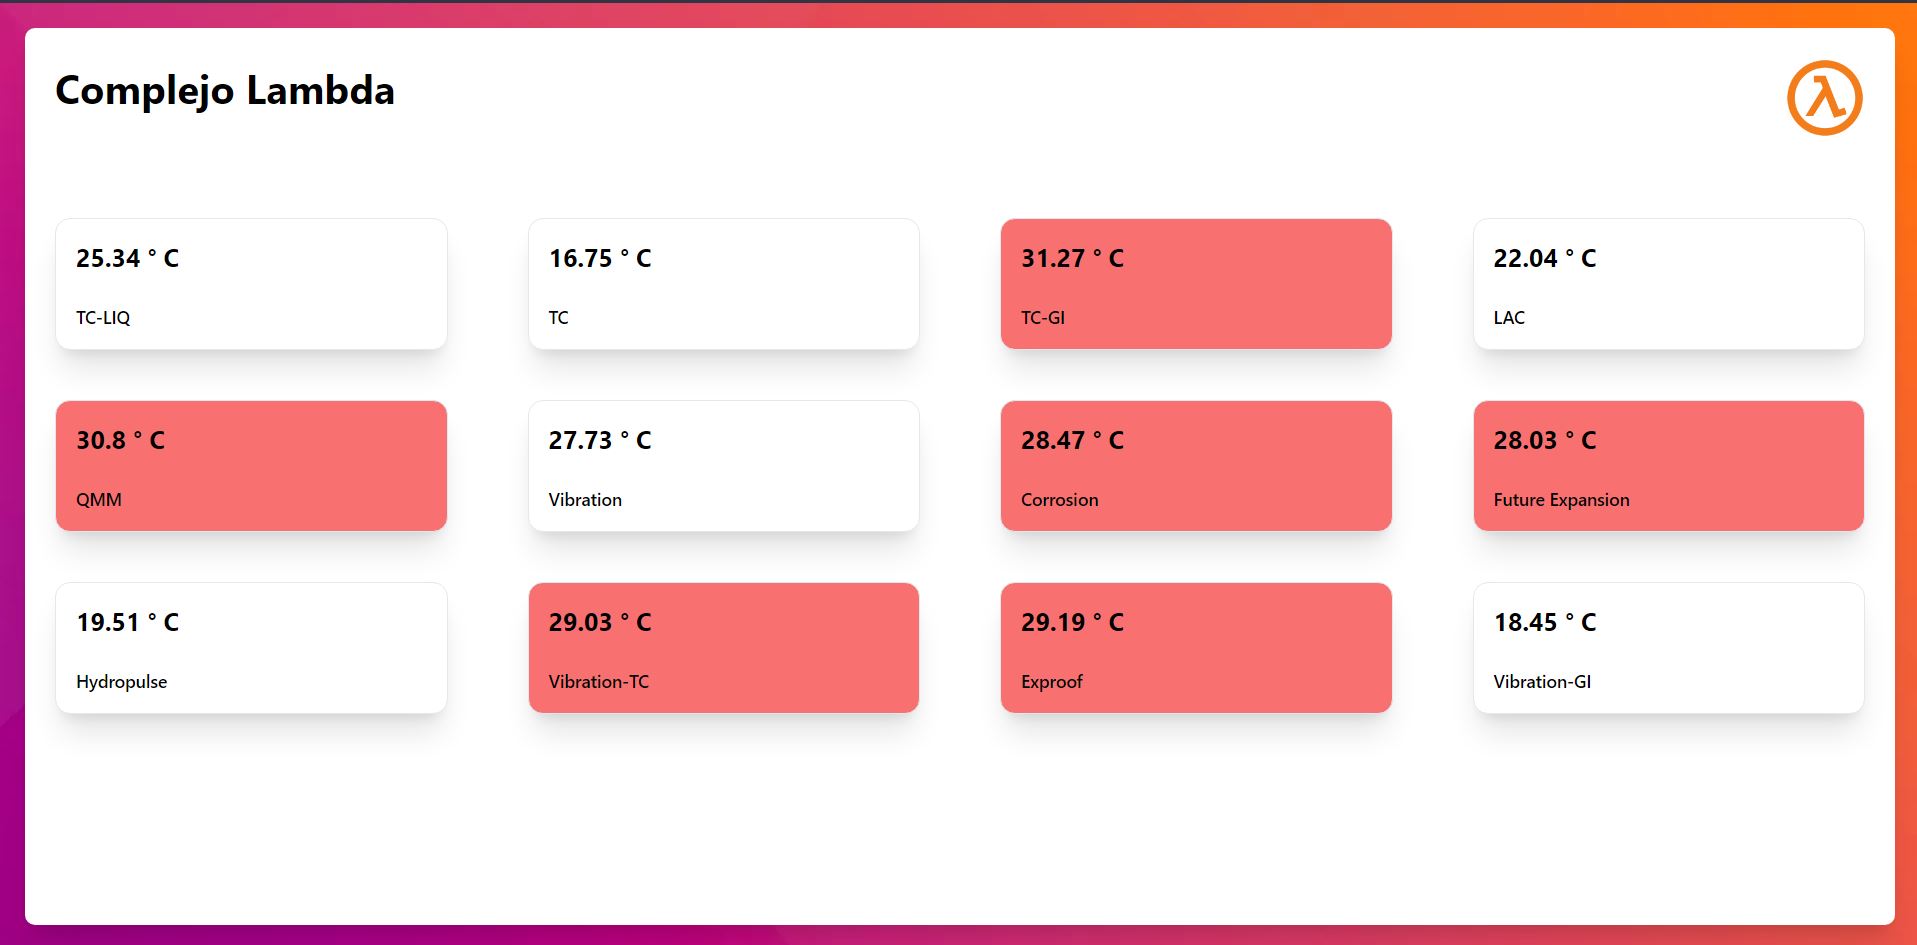 Complejo Lambda
25.34 ° C
TC-LIQ
16.75 ° C
TC
31.27 ° C
TC-GI
22.04 ° C
LAC
30.8 ° C
QMM
27.73 ° C
Vibration
28.47 ° C
Corrosion
28.03 ° C
Future Expansion
19.51 ° C
Hydropulse
29.03 ° C
Vibration-TC
29.19 ° C
Exproof
18.45 ° C
Vibration-GI